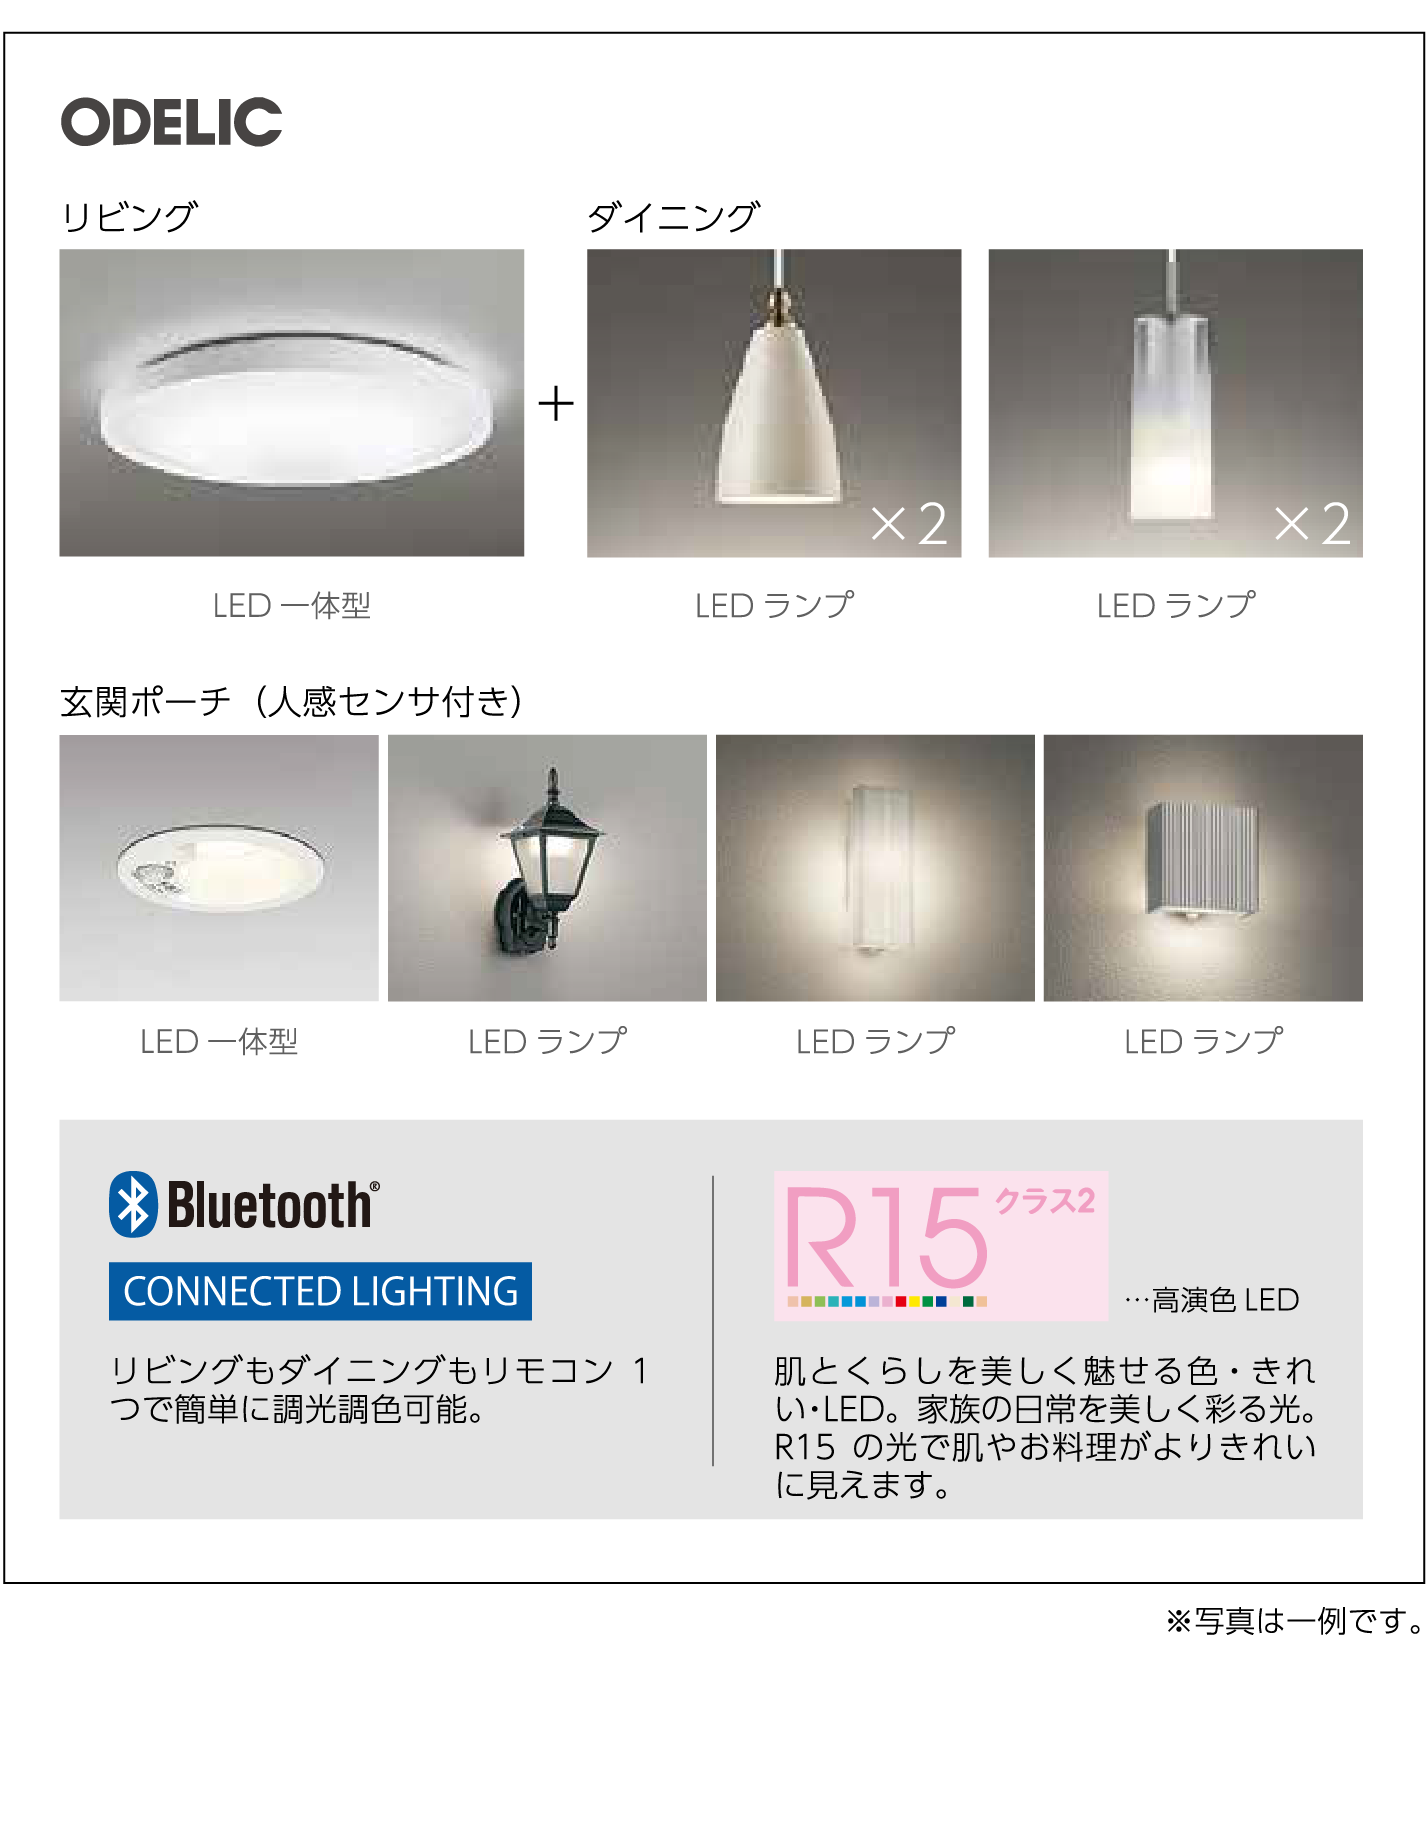 ODELIC
リビング
ダイニング
+
×2
×2
LED 一体型
LED ランプ
LED ランプ
玄関ポーチ（人感センサ付き）
LED 一体型
LED ランプ
LED ランプ
LED ランプ
Bluetooth®
CONNECTED LIGHTING
リビングもダイニングもリモコン 1
つで簡単に調光調色可能。
R15 クラス2
…高演色 LED
肌とくらしを美しく魅せる色・きれ
い・LED。家族の日常を美しく彩る光。
R15 の光で肌やお料理がよりきれい
に見えます。
※写真は一例です。